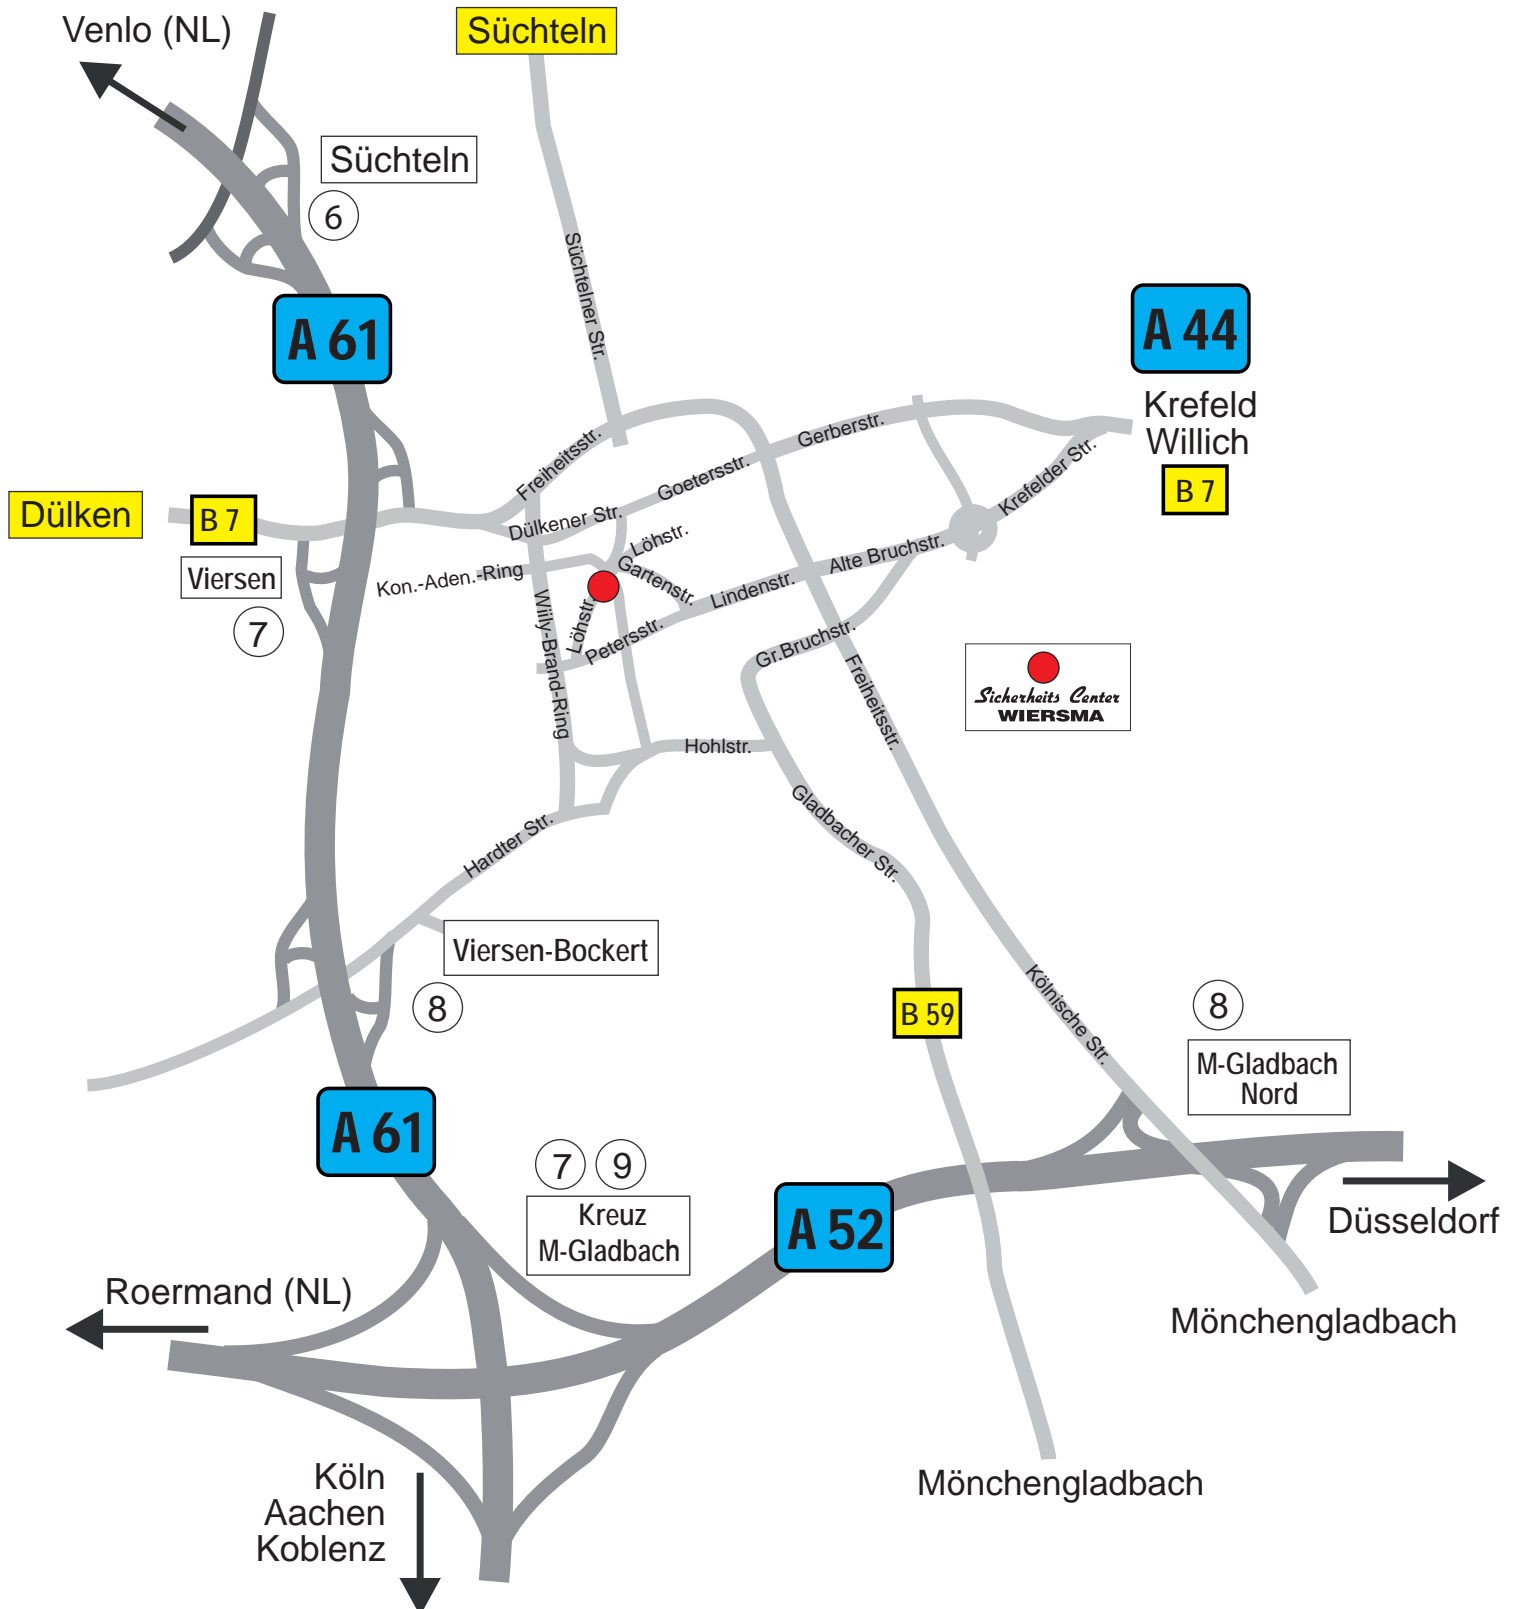 Venlo (NL)
Süchteln
Süchteln
6
Süchtelner Str.
A 61
A 44
Krefeld
Willich
B 7
Freiheitsstr.
Gerberstr.
Goetersstr.
Krefelder Str.
Dülken
B 7
Dülkener Str.
Löhstr.
Alte Bruchstr.
Viersen
7
Kon.-Aden.-Ring
Gartenstr.
Lindenstr.
Willy-Brand-Ring
Löhstr.
Petersstr.
Gr.Bruchstr.
Freiheitsstr.
Sicherheits Center
WIERSMA
Hohlstr.
Gladbacher Str.
Hardter Str.
Viersen-Bockert
8
B 59
Kölnische Str.
8
M-Gladbach
Nord
A 61
7 9
Kreuz
M-Gladbach
A 52
Düsseldorf
Roermand (NL)
Mönchengladbach
Köln
Aachen
Koblenz
Mönchengladbach